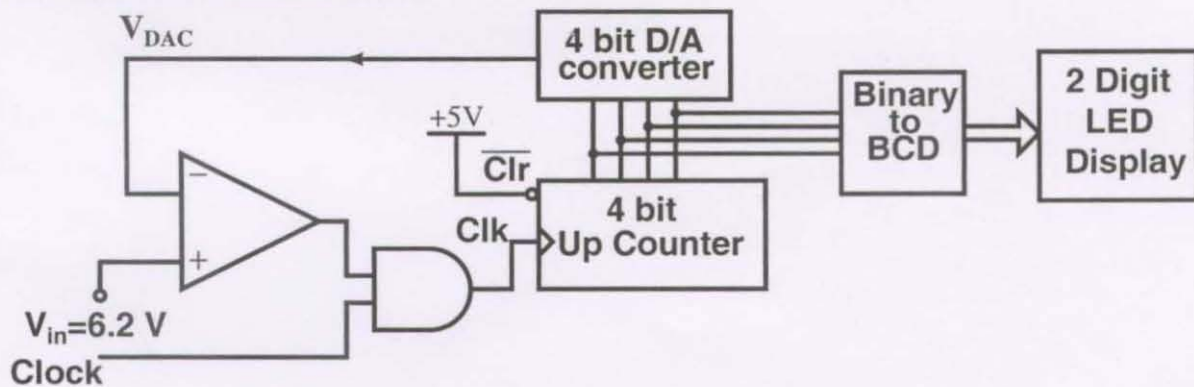 V_DAC
4 bit D/A
converter
+5V
Clr
Clk
4 bit
Up Counter
Binary
to
BCD
2 Digit
LED
Display
−
+
V_in=6.2 V
Clock